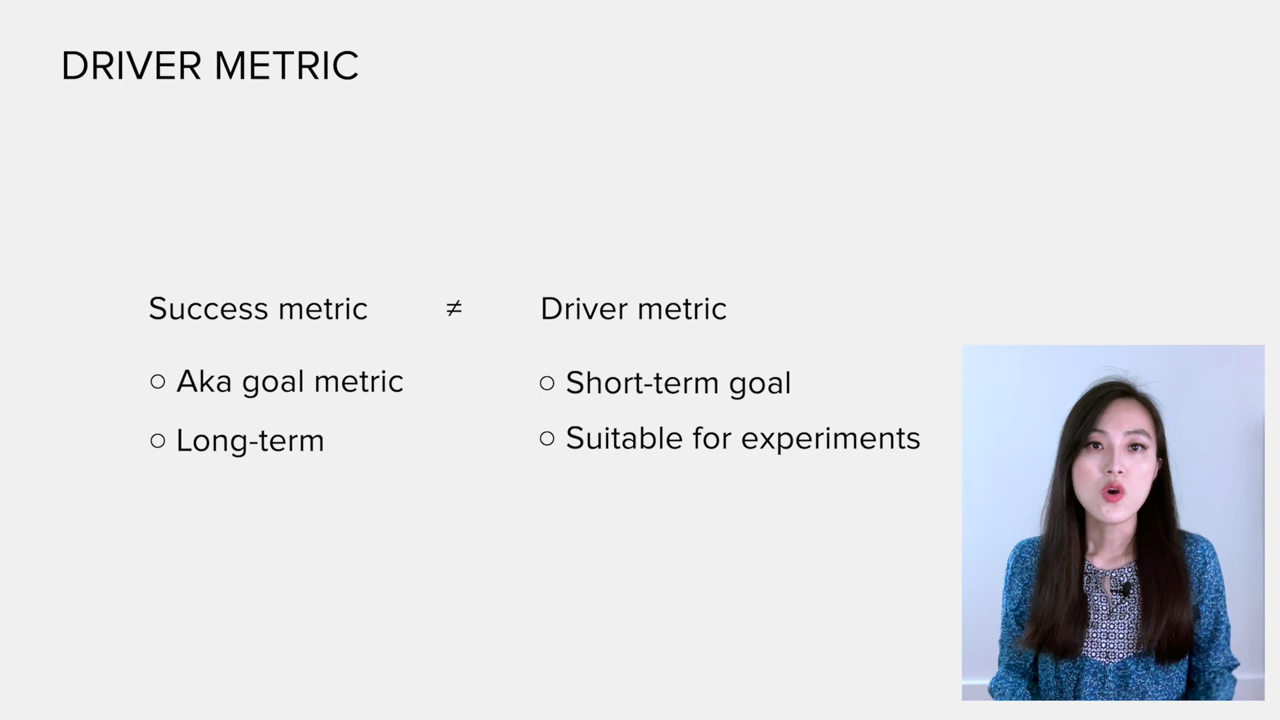 DRIVER METRIC
Success metric ≠ Driver metric
○ Aka goal metric
○ Long-term
○ Short-term goal
○ Suitable for experiments